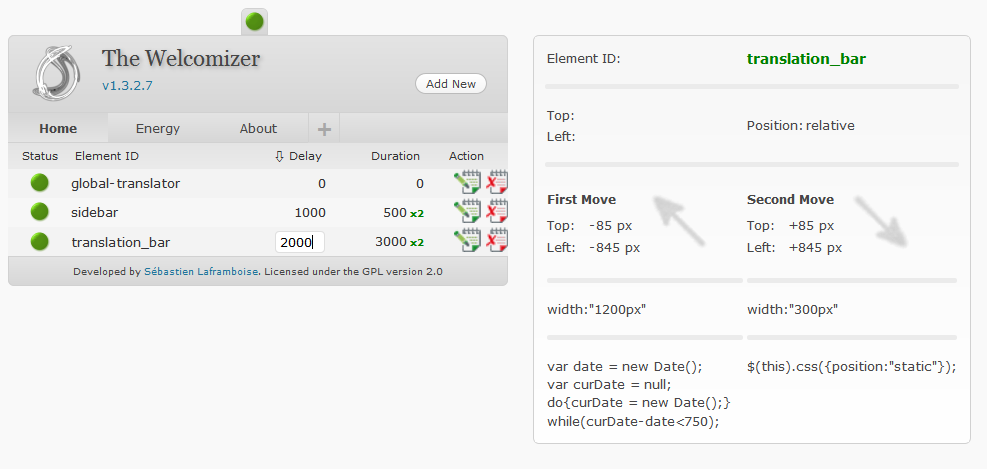 The Welcomizer
v1.3.2.7
Add New
Home Energy About +
Status Element ID ⇩ Delay Duration Action
global-translator 0 0
sidebar 1000 500 x2
translation_bar 2000 3000 x2
Developed by Sébastien Laframboise. Licensed under the GPL version 2.0
Element ID: translation_bar
Top:
Left:
Position: relative
First Move
Top: -85 px
Left: -845 px
Second Move
Top: +85 px
Left: +845 px
width:"1200px" width:"300px"
var date = new Date();
var curDate = null;
do{curDate = new Date();}
while(curDate-date<750);
$(this).css({position:"static"});